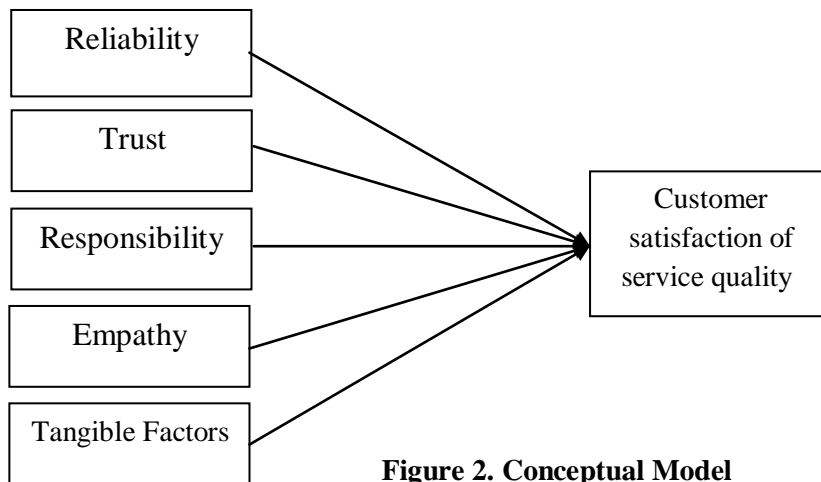 Reliability
Trust
Responsibility
Empathy
Tangible Factors
Customer
satisfaction of
service quality
Figure 2. Conceptual Model